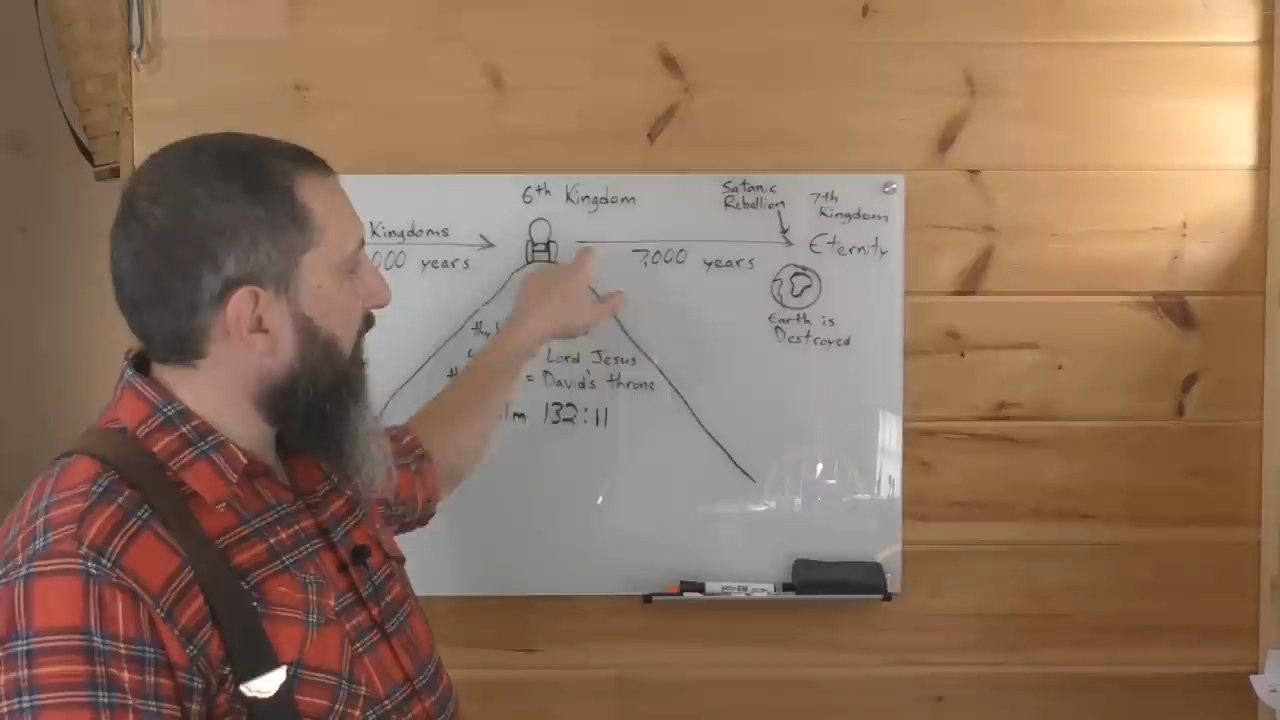 6th Kingdom
Satanic
Rebellion
7th
Kingdom
Eternity
Kingdoms
000 years
7,000 years
Earth is
Destroyed
= Lord Jesus
= David's throne
132:11